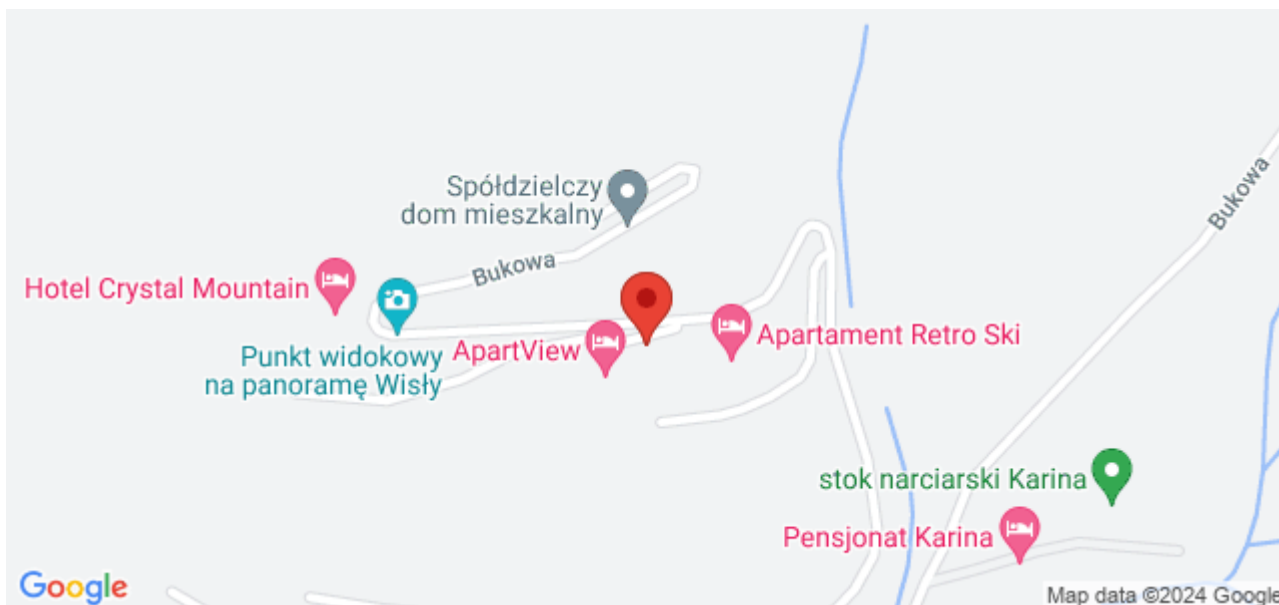 Bukowa
Spółdzielczy
dom mieszkalny
Bukowa
Hotel Crystal Mountain
Punkt widokowy
na panoramę Wisły
ApartView
Apartament Retro Ski
stok narciarski Karina
Pensjonat Karina
Google
Map data ©2024 Google